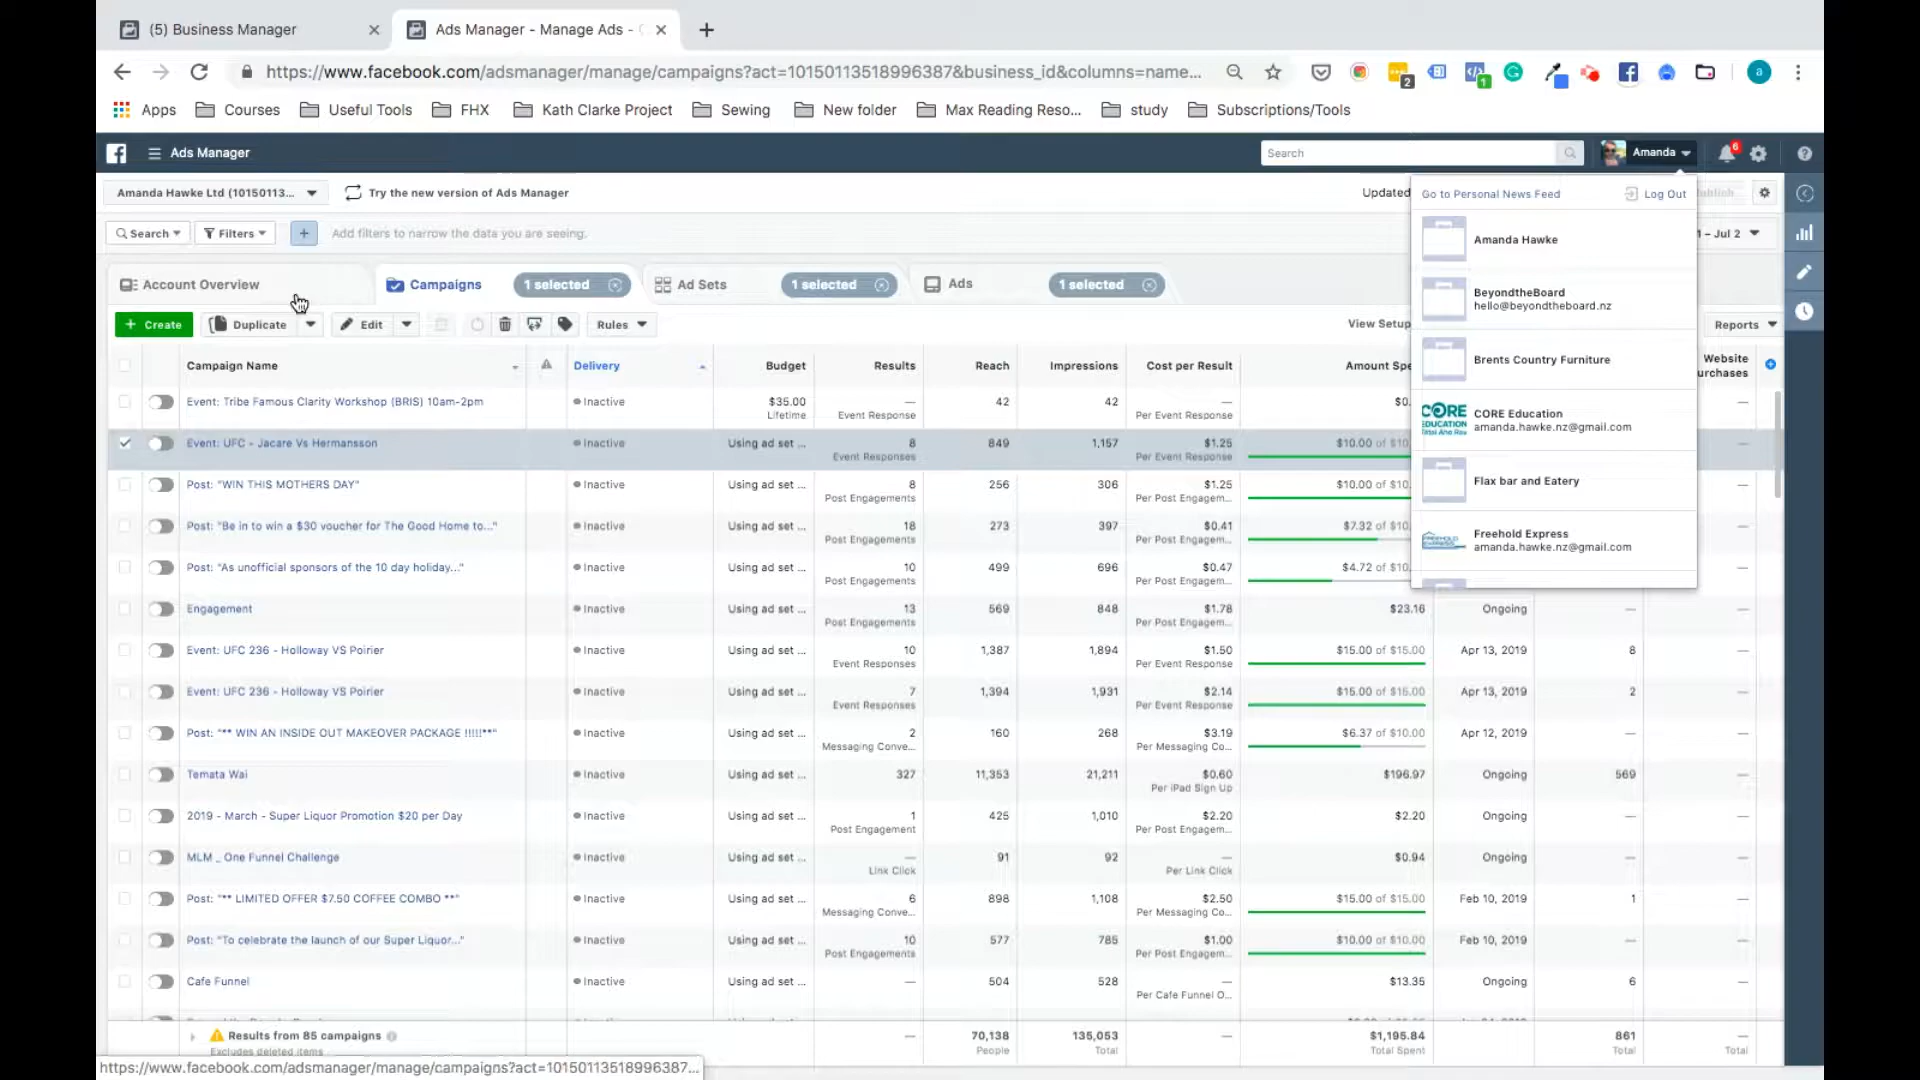 (5) Business Manager
Ads Manager - Manage Ads -
https://www.facebook.com/adsmanager/manage/campaigns?act=10150113518996387&business_id&columns=name...
2
1
a
Apps Courses Useful Tools FHX Kath Clarke Project Sewing New folder Max Reading Reso... study Subscriptions/Tools
Ads Manager
Search
Amanda
6
Amanda Hawke Ltd (10150113...
Try the new version of Ads Manager
Updated
Go to Personal News Feed
Log Out
Search Filters + Add filters to narrow the data you are seeing.
- Jul 2
Amanda Hawke
BeyondtheBoard
hello@beyondtheboard.nz
Brents Country Furniture
CORE Education
amanda.hawke.nz@gmail.com
Flax bar and Eatery
Freehold Express
amanda.hawke.nz@gmail.com
Account Overview Campaigns 1 selected Ad Sets 1 selected Ads 1 selected
+ Create Duplicate Edit Rules View Setup Reports
Campaign Name Delivery Budget Results Reach Impressions Cost per Result Amount Spe Website
urchases
Event: Tribe Famous Clarity Workshop (BRIS) 10am-2pm Inactive $35.00 — 42 42 — $0. —
Lifetime Event Response Per Event Response
Event: UFC - Jacare Vs Hermansson Inactive Using ad set ... 8 849 1,157 $1.25 $10.00 of $10. —
Event Responses Per Event Response
Post: "WIN THIS MOTHERS DAY" Inactive Using ad set ... 8 256 306 $1.25 $10.00 of $10. —
Post Engagements Per Post Engagem...
Post: "Be in to win a $30 voucher for The Good Home to..." Inactive Using ad set ... 18 273 397 $0.41 $7.32 of $10. —
Post Engagements Per Post Engagem...
Post: "As unofficial sponsors of the 10 day holiday..." Inactive Using ad set ... 10 499 696 $0.47 $4.72 of $10. —
Post Engagements Per Post Engagem...
Engagement Inactive Using ad set ... 13 569 848 $1.78 $23.16 Ongoing — —
Post Engagements Per Post Engagem...
Event: UFC 236 - Holloway VS Poirier Inactive Using ad set ... 10 1,387 1,894 $1.50 $15.00 of $15.00 Apr 13, 2019 8 —
Event Responses Per Event Response
Event: UFC 236 - Holloway VS Poirier Inactive Using ad set ... 7 1,394 1,931 $2.14 $15.00 of $15.00 Apr 13, 2019 2 —
Event Responses Per Event Response
Post: "** WIN AN INSIDE OUT MAKEOVER PACKAGE !!!!!**" Inactive Using ad set ... 2 160 268 $3.19 $6.37 of $10.00 Apr 12, 2019 — —
Messaging Conve... Per Messaging Co...
Temata Wai Inactive Using ad set ... 327 11,353 21,211 $0.60 $196.97 Ongoing 569 —
Per iPad Sign Up
2019 - March - Super Liquor Promotion $20 per Day Inactive Using ad set ... 1 425 1,010 $2.20 $2.20 Ongoing — —
Post Engagement Per Post Engagem...
MLM _ One Funnel Challenge Inactive Using ad set ... — 91 92 — $0.94 Ongoing — —
Link Click Per Link Click
Post: "** LIMITED OFFER $7.50 COFFEE COMBO **" Inactive Using ad set ... 6 898 1,108 $2.50 $15.00 of $15.00 Feb 10, 2019 1 —
Messaging Conve... Per Messaging Co...
Post: "To celebrate the launch of our Super Liquor..." Inactive Using ad set ... 10 577 785 $1.00 $10.00 of $10.00 Feb 10, 2019 — —
Post Engagements Per Post Engagem...
Cafe Funnel Inactive Using ad set ... — 504 528 — $13.35 Ongoing 6 —
Per Cafe Funnel O...
Results from 85 campaigns — 70,138 135,053 — $1,195.84 861 —
Excludes deleted items People Total Total Spent Total Total
https://www.facebook.com/adsmanager/manage/campaigns?act=10150113518996387...